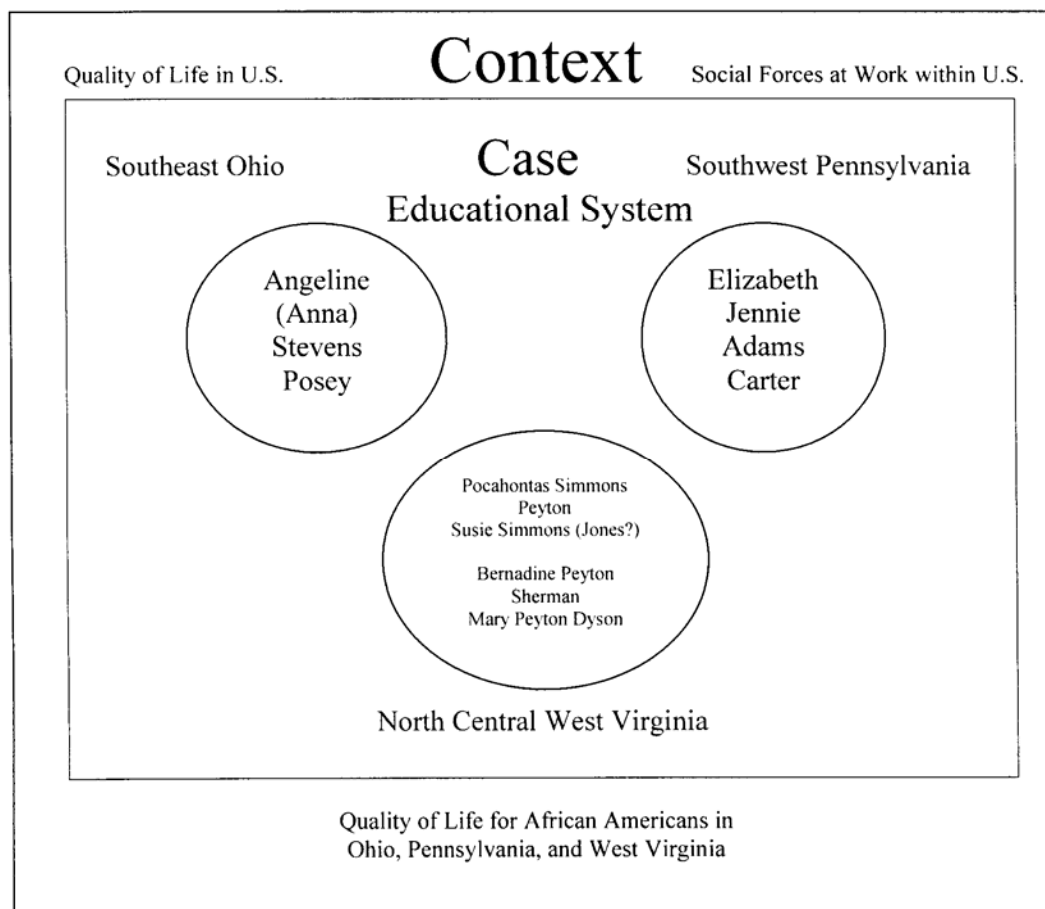 Context
Quality of Life in U.S.
Social Forces at Work within U.S.
Case
Southeast Ohio
Southwest Pennsylvania
Educational System
Angeline
(Anna)
Stevens
Posey
Elizabeth
Jennie
Adams
Carter
Pocahontas Simmons
Peyton
Susie Simmons (Jones?)
Bernadine Peyton
Sherman
Mary Peyton Dyson
North Central West Virginia
Quality of Life for African Americans in
Ohio, Pennsylvania, and West Virginia